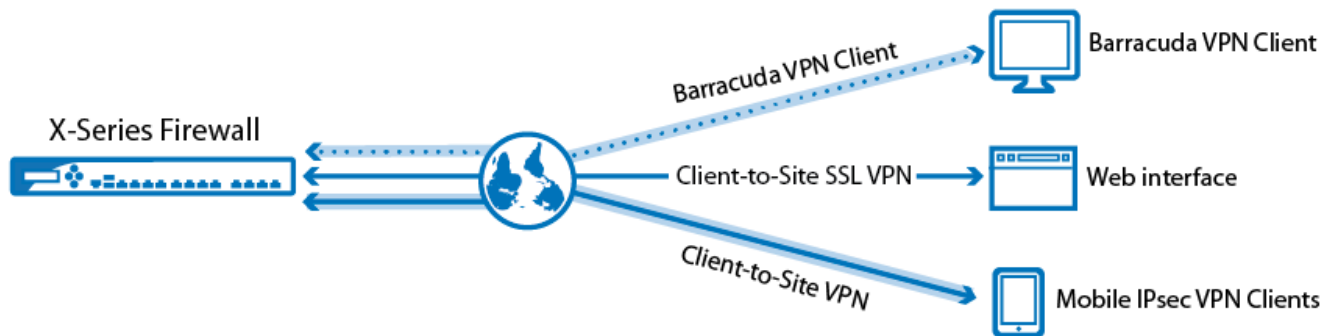 Barracuda VPN Client
Barracuda VPN Client
X-Series Firewall
Client-to-Site SSL VPN
Web interface
Client-to-Site VPN
Mobile IPsec VPN Clients